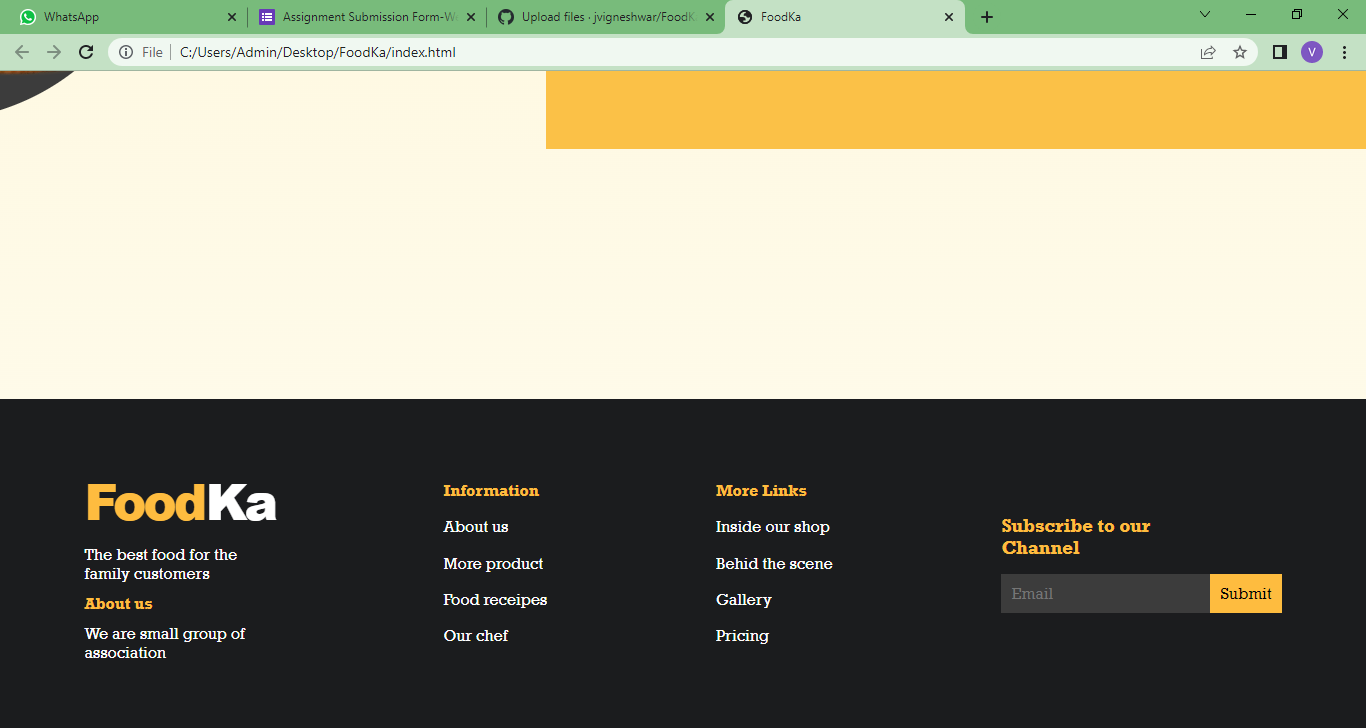 WhatsApp
Assignment Submission Form-We
Upload files · jvigneshwar/FoodK
FoodKa
File
C:/Users/Admin/Desktop/FoodKa/index.html
V
FoodKa
The best food for the
family customers
About us
We are small group of
association
Information
About us
More product
Food receipes
Our chef
More Links
Inside our shop
Behid the scene
Gallery
Pricing
Subscribe to our
Channel
Email
Submit